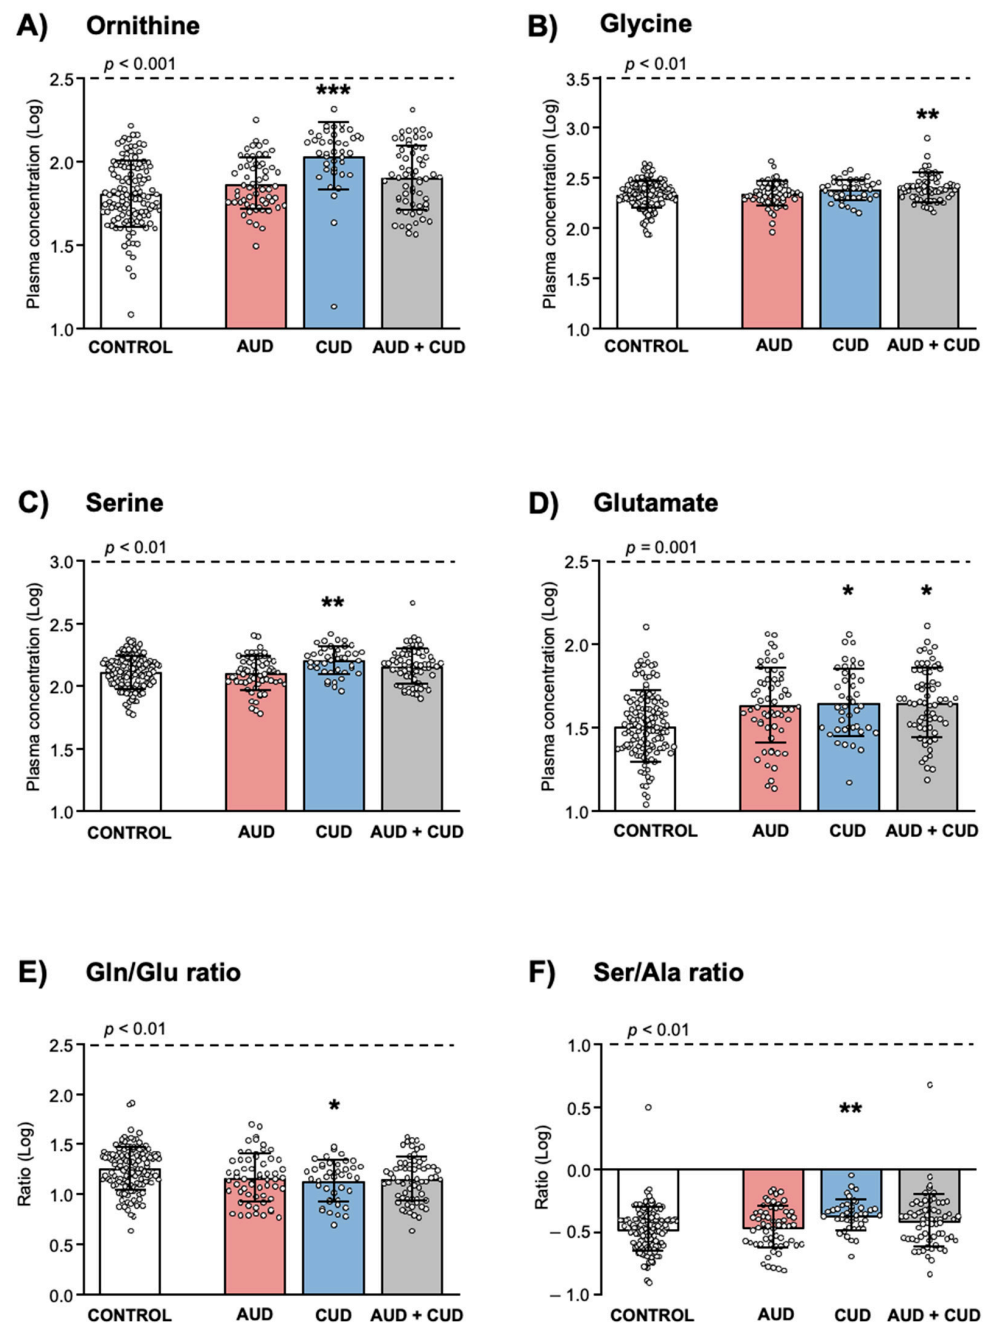 A) Ornithine
p < 0.001
2.5
2.0
1.5
1.0
Plasma concentration (Log)
***
CONTROL AUD CUD AUD + CUD
B) Glycine
p < 0.01
3.5
3.0
2.5
2.0
1.5
1.0
Plasma concentration (Log)
**
CONTROL AUD CUD AUD + CUD
C) Serine
p < 0.01
3.0
2.5
2.0
1.5
1.0
Plasma concentration (Log)
**
CONTROL AUD CUD AUD + CUD
D) Glutamate
p = 0.001
2.5
2.0
1.5
1.0
Plasma concentration (Log)
* *
CONTROL AUD CUD AUD + CUD
E) Gln/Glu ratio
p < 0.01
2.5
2.0
1.5
1.0
0.5
0.0
Ratio (Log)
*
CONTROL AUD CUD AUD + CUD
F) Ser/Ala ratio
p < 0.01
1.0
0.5
0.0
– 0.5
– 1.0
Ratio (Log)
**
CONTROL AUD CUD AUD + CUD